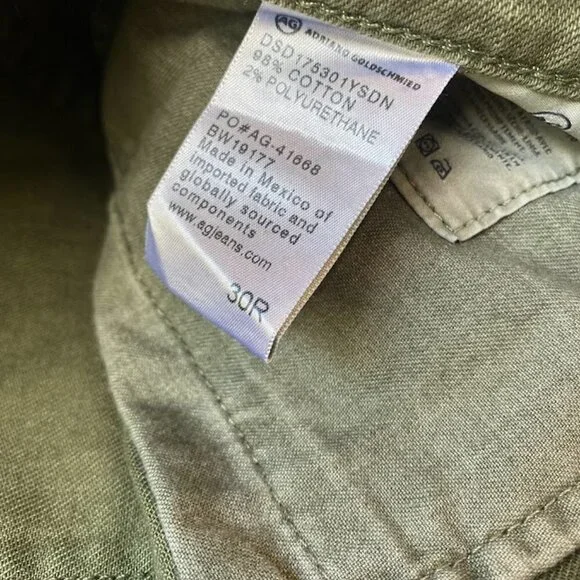 AG ADRIANO GOLDSCHMIED
DSD175301YSDN
98% COTTON
2% POLYURETHANE
PO#AG-41668
BW19177
Made in Mexico of
imported fabric and
globally sourced
components
www.agjeans.com
30R